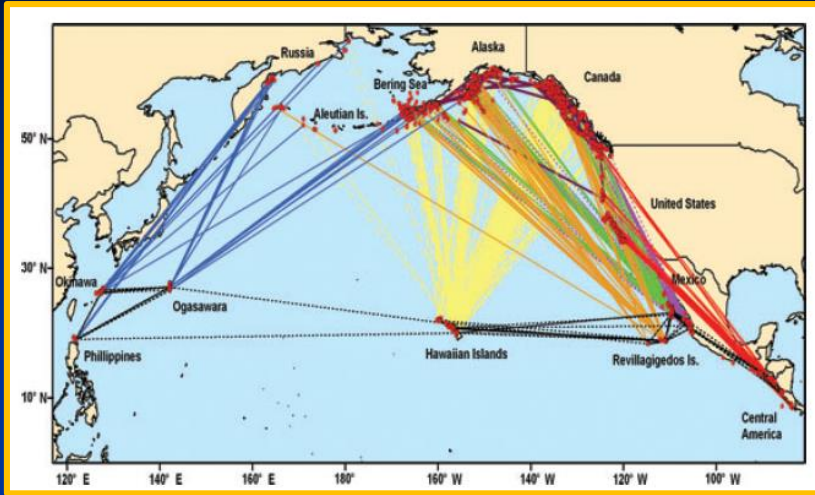 Russia
Alaska
Bering Sea
Canada
Aleutian Is.
50° N
United States
30° N
Okinawa
Mexico
Ogasawara
Phillippines
Hawaiian Islands
Revillagigedos Is.
10° N
Central
America
120° E
140° E
160° E
180°
160° W
140° W
120° W
100° W